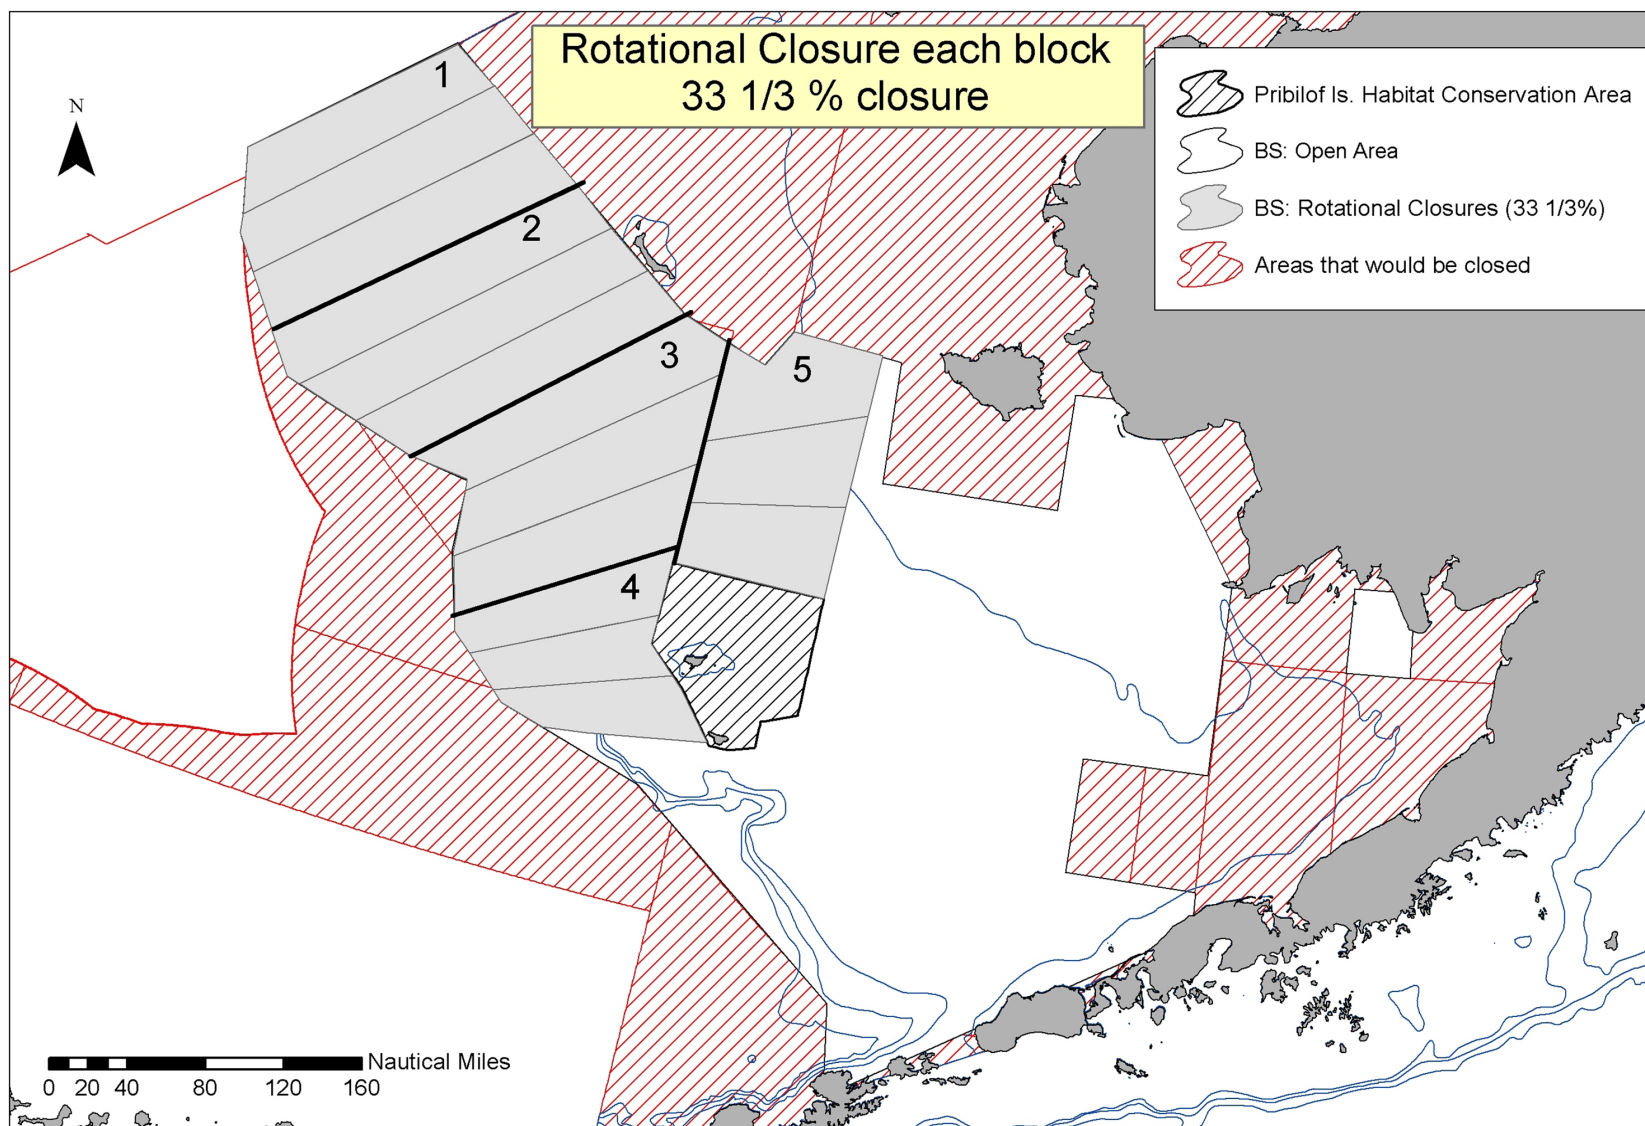 Rotational Closure each block
33 1/3 % closure
N
Pribilof Is. Habitat Conservation Area
BS: Open Area
BS: Rotational Closures (33 1/3%)
Areas that would be closed
1
2
3
5
4
Nautical Miles
0 20 40 80 120 160